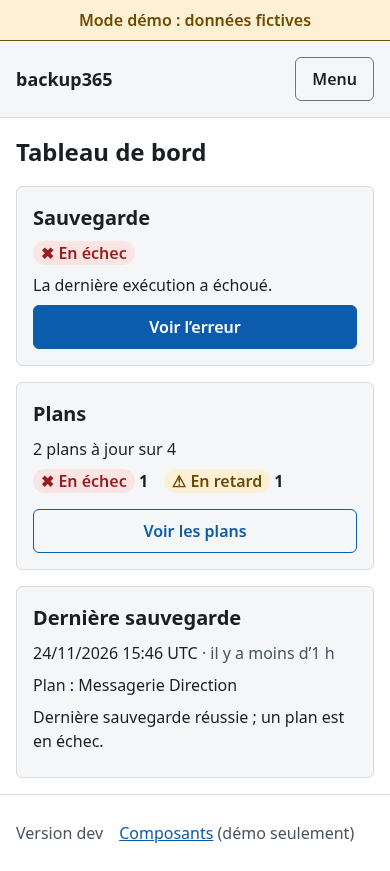 Mode démo : données fictives
backup365
Menu
Tableau de bord
Sauvegarde
✖ En échec
La dernière exécution a échoué.
Voir l’erreur
Plans
2 plans à jour sur 4
✖ En échec 1 ⚠ En retard 1
Voir les plans
Dernière sauvegarde
24/11/2026 15:46 UTC · il y a moins d’1 h
Plan : Messagerie Direction
Dernière sauvegarde réussie ; un plan est
en échec.
Version dev Composants (démo seulement)